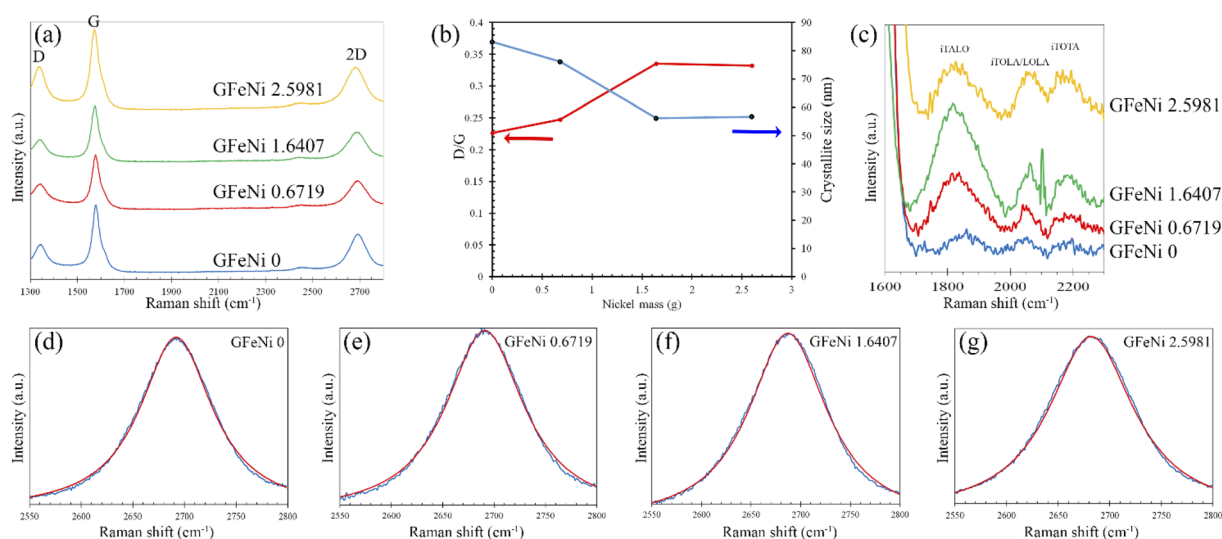 (a)
D
G
2D
GFeNi 2.5981
GFeNi 1.6407
GFeNi 0.6719
GFeNi 0
Intensity (a.u.)
1300 1500 1700 1900 2100 2300 2500 2700
Raman shift (cm⁻¹)
(b)
0.4
0.35
0.3
0.25
0.2
0.15
0.1
0.05
0
D/G
90
80
70
60
50
40
30
20
10
0
Crystallite size (nm)
0 0.5 1 1.5 2 2.5 3
Nickel mass (g)
(c)
iTALO⁻
iTOLA/LOLA
iTOTA
GFeNi 2.5981
GFeNi 1.6407
GFeNi 0.6719
GFeNi 0
Intensity (a.u.)
1600 1800 2000 2200
Raman shift (cm⁻¹)
(d)
GFeNi 0
Intensity (a.u.)
2550 2600 2650 2700 2750 2800
Raman shift (cm⁻¹)
(e)
GFeNi 0.6719
Intensity (a.u.)
2550 2600 2650 2700 2750 2800
Raman shift (cm⁻¹)
(f)
GFeNi 1.6407
Intensity (a.u.)
2550 2600 2650 2700 2750 2800
Raman shift (cm⁻¹)
(g)
GFeNi 2.5981
Intensity (a.u.)
2550 2600 2650 2700 2750 2800
Raman shift (cm⁻¹)